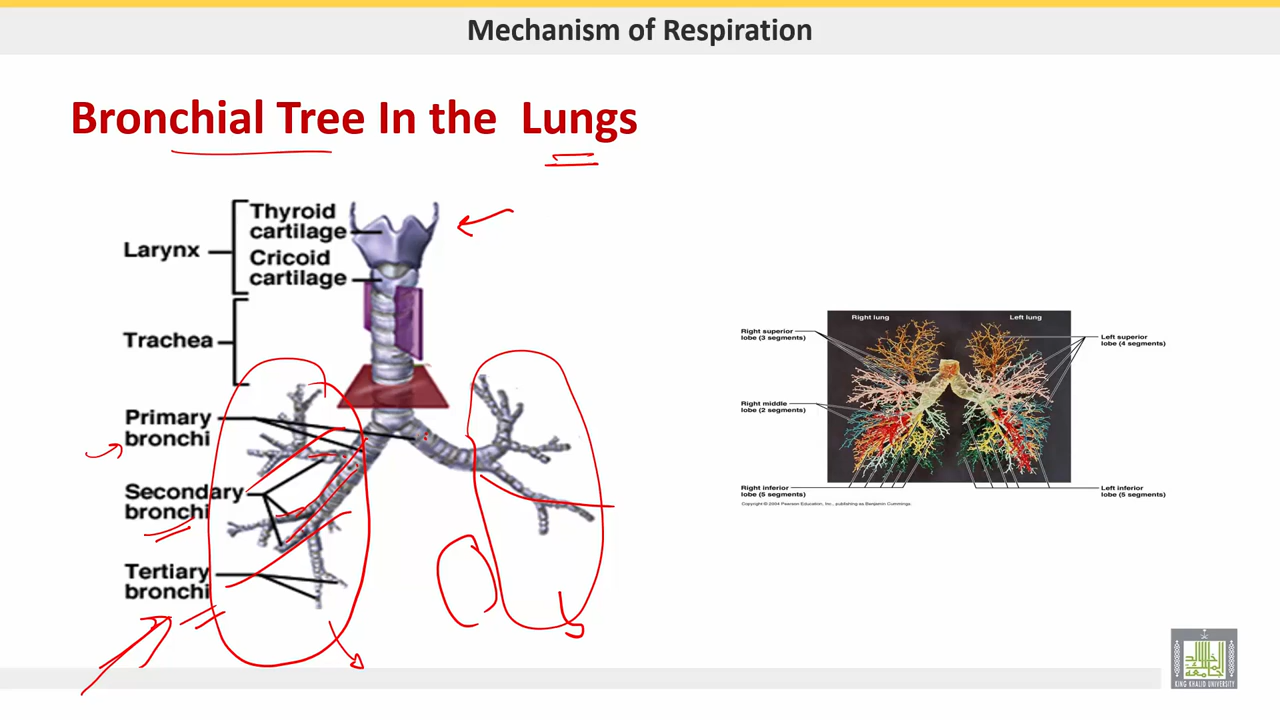 Mechanism of Respiration
Bronchial Tree In the Lungs
Thyroid
cartilage
Larynx
Cricoid
cartilage
Trachea
Primary
bronchi
Secondary
bronchi
Tertiary
bronchi
Right lung
Left lung
Right superior
lobe (3 segments)
Left superior
lobe (4 segments)
Right middle
lobe (2 segments)
Right inferior
lobe (5 segments)
Left inferior
lobe (5 segments)
Copyright © 2004 Pearson Education, Inc., publishing as Benjamin Cummings.
KING KHALID UNIVERSITY